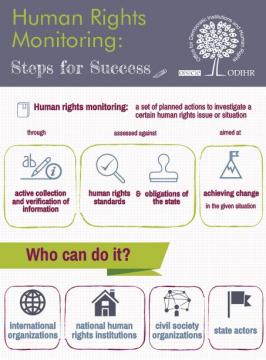 Human Rights
Monitoring:
Steps for Success
Office for Democratic Institutions and Human Rights
OSCE ODIHR
Human rights monitoring: a set of planned actions to investigate a
certain human rights issue or situation
through assessed against aimed at
ab
i
active collection
and verification of
information
human rights
standards
& obligations of
the state
achieving change
in the given situation
Who can do it?
international
organizations
national human
rights institutions
civil society
organizations
state actors